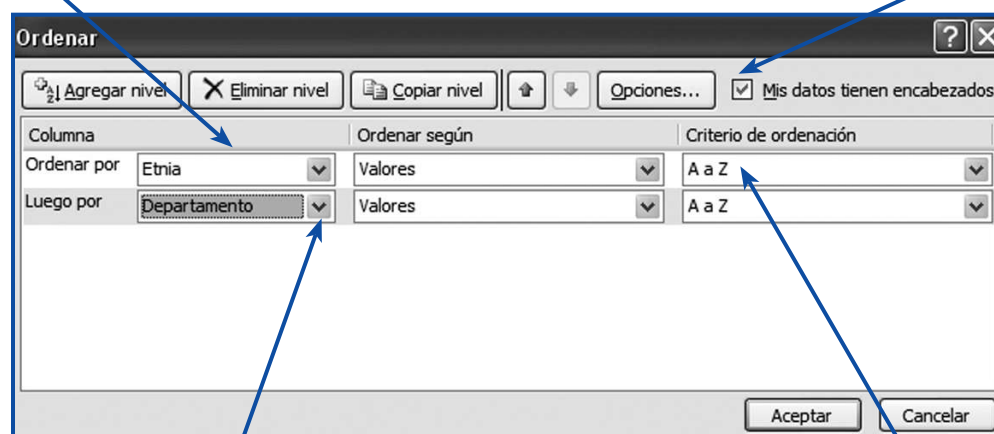 Ordenar
Agregar nivel Eliminar nivel Copiar nivel Opciones... Mis datos tienen encabezados
Columna Ordenar según Criterio de ordenación
Ordenar por Etnia Valores A a Z
Luego por Departamento Valores A a Z
Aceptar Cancelar